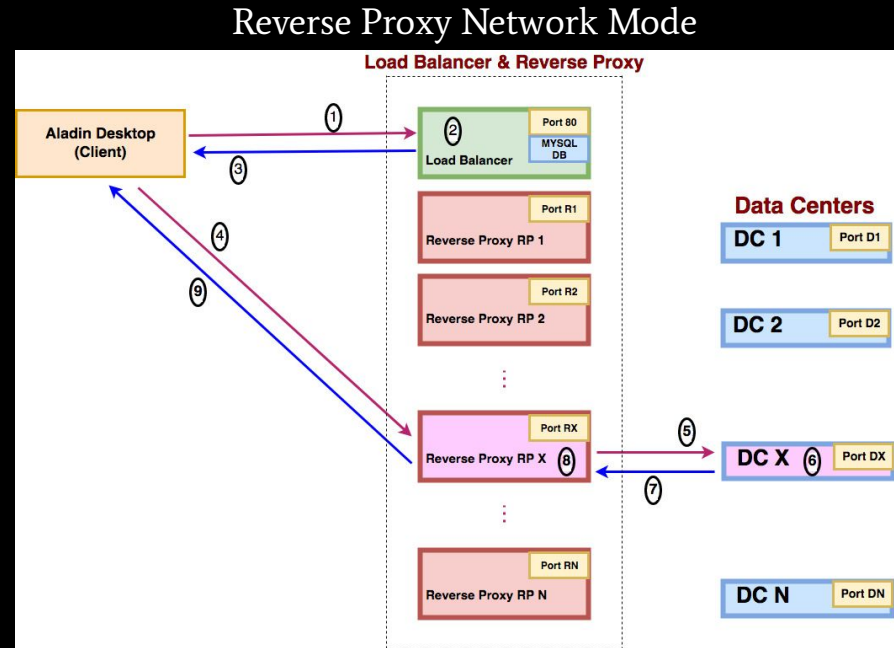 Reverse Proxy Network Mode
Load Balancer & Reverse Proxy
Aladin Desktop
(Client)
1
2
3
Port 80
MYSQL
DB
Load Balancer
Port R1
Reverse Proxy RP 1
Port R2
Reverse Proxy RP 2
4
9
Port RX
Reverse Proxy RP X
8
5
7
Port RN
Reverse Proxy RP N
Data Centers
DC 1
Port D1
DC 2
Port D2
DC X
6
Port DX
DC N
Port DN